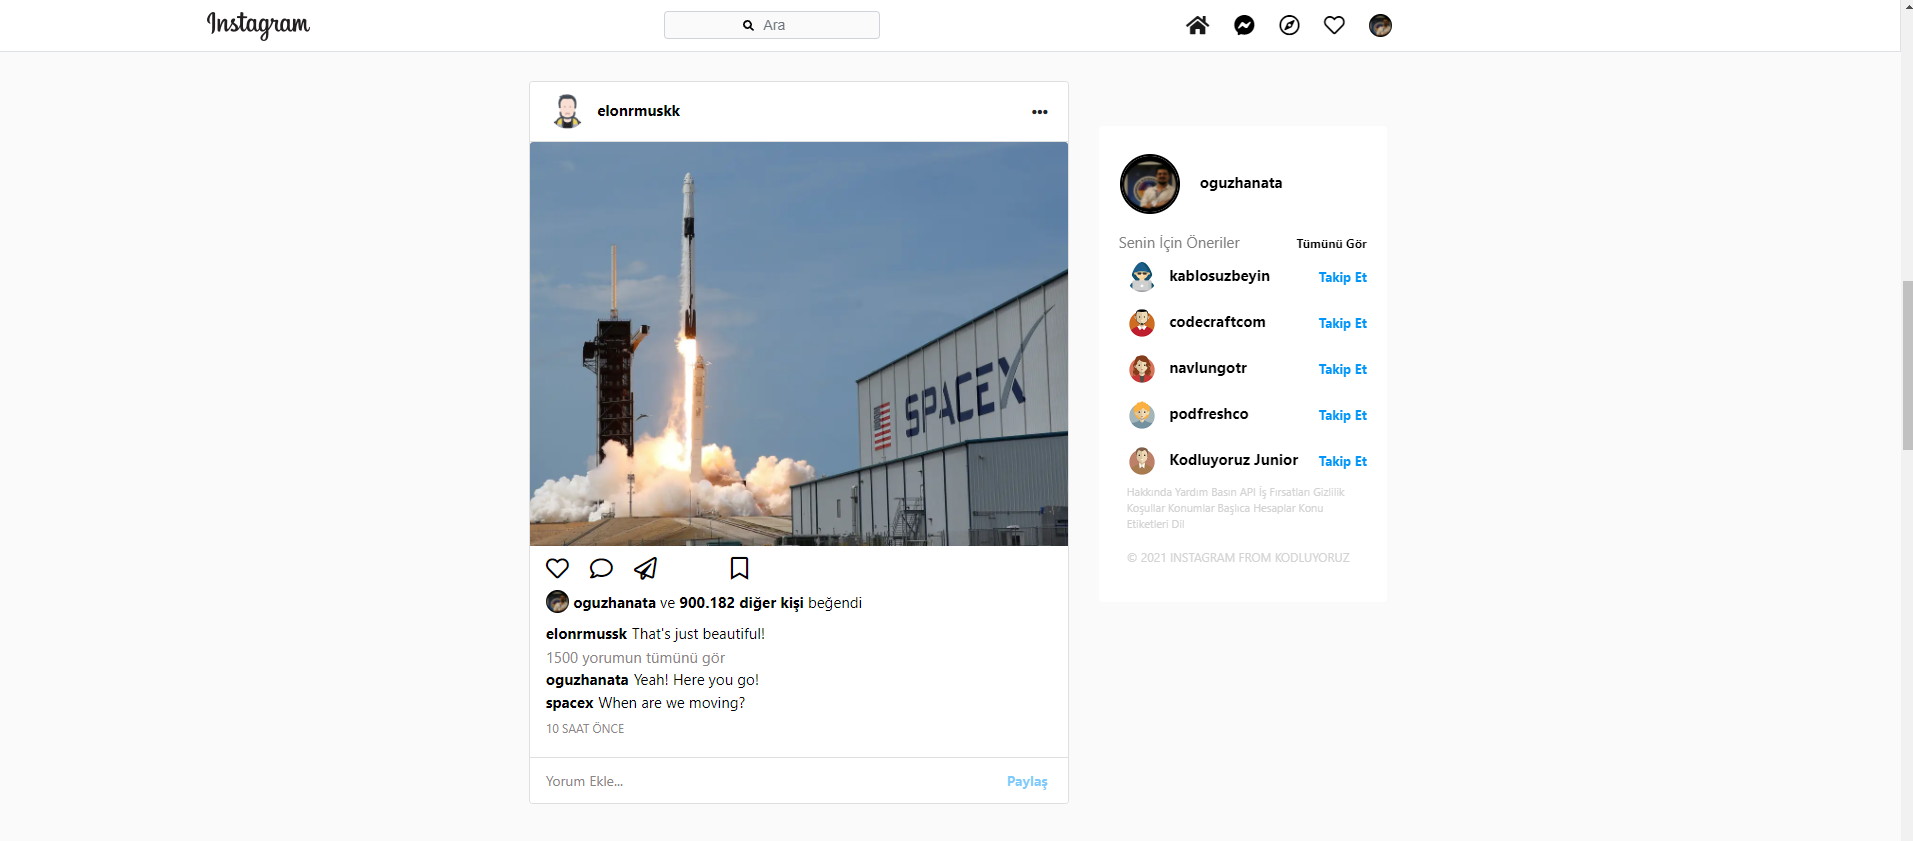 Instagram
Ara
elonrmuskk
SPACEX
oguzhanata ve 900.182 diğer kişi beğendi
elonrmussk That's just beautiful!
1500 yorumun tümünü gör
oguzhanata Yeah! Here you go!
spacex When are we moving?
10 SAAT ÖNCE
Yorum Ekle...
Paylaş
oguzhanata
Senin İçin Öneriler
Tümünü Gör
kablosuzbeyin
Takip Et
codecraftcom
Takip Et
navlungotr
Takip Et
podfreshco
Takip Et
Kodluyoruz Junior
Takip Et
Hakkında Yardım Basın API İş Fırsatları Gizlilik
Koşullar Konumlar Başlıca Hesaplar Konu
Etiketleri Dil
© 2021 INSTAGRAM FROM KODLUYORUZ